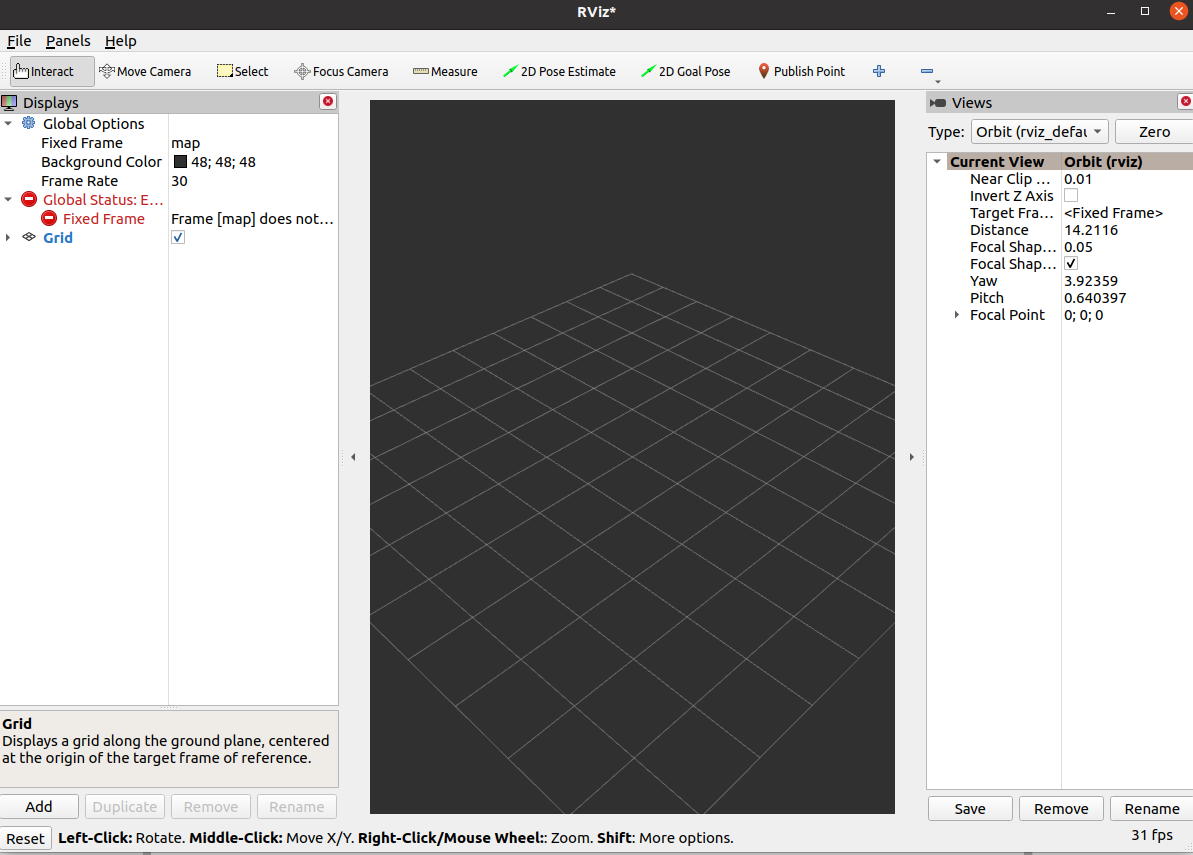 RViz*
File Panels Help
Interact Move Camera Select Focus Camera Measure 2D Pose Estimate 2D Goal Pose Publish Point
Displays
Global Options
Fixed Frame map
Background Color 48; 48; 48
Frame Rate 30
Global Status: E...
Fixed Frame Frame [map] does not...
Grid
Grid
Displays a grid along the ground plane, centered
at the origin of the target frame of reference.
Add Duplicate Remove Rename
Views
Type: Orbit (rviz_defau Zero
Current View Orbit (rviz)
Near Clip ... 0.01
Invert Z Axis
Target Fra... <Fixed Frame>
Distance 14.2116
Focal Shap... 0.05
Focal Shap...
Yaw 3.92359
Pitch 0.640397
Focal Point 0; 0; 0
Save Remove Rename
Reset Left-Click: Rotate. Middle-Click: Move X/Y. Right-Click/Mouse Wheel:: Zoom. Shift: More options.
31 fps